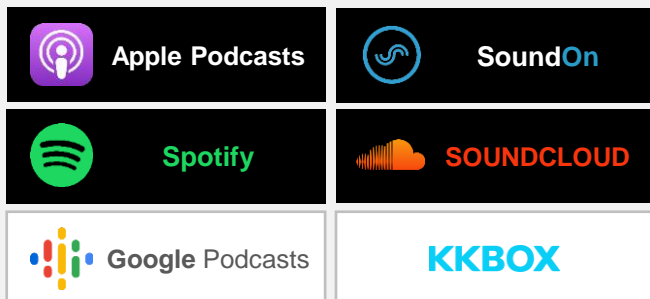 Apple Podcasts
SoundOn
Spotify
SOUNDCLOUD
Google Podcasts
KKBOX